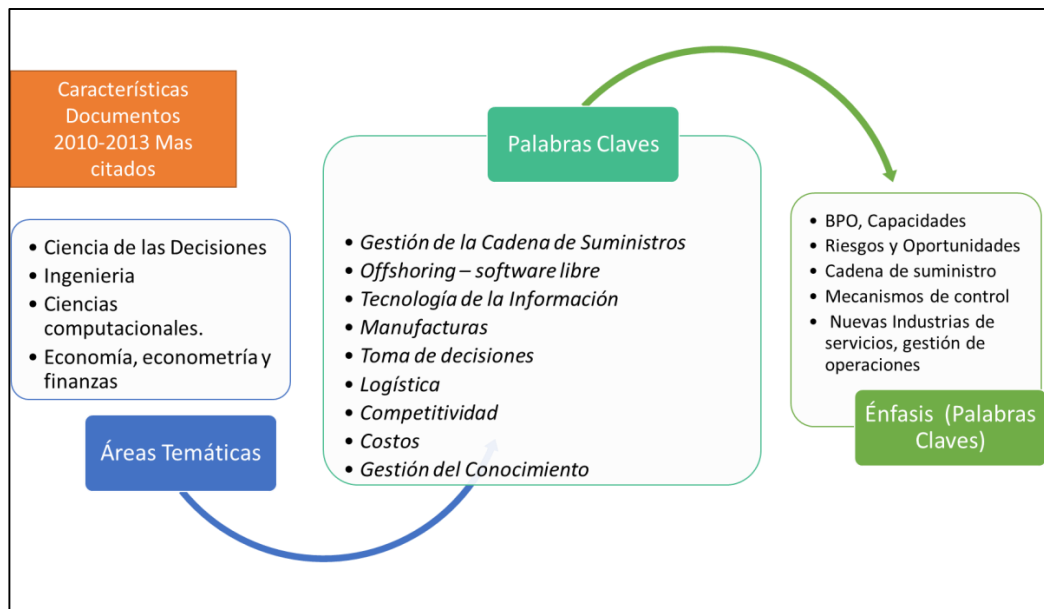 Características
Documentos
2010-2013 Mas
citados
• Ciencia de las Decisiones
• Ingenieria
• Ciencias
computacionales.
• Economía, econometría y
finanzas
Áreas Temáticas
Palabras Claves
• Gestión de la Cadena de Suministros
• Offshoring – software libre
• Tecnología de la Información
• Manufacturas
• Toma de decisiones
• Logística
• Competitividad
• Costos
• Gestión del Conocimiento
• BPO, Capacidades
• Riesgos y Oportunidades
• Cadena de suministro
• Mecanismos de control
• Nuevas Industrias de
servicios, gestión de
operaciones
Énfasis (Palabras
Claves)